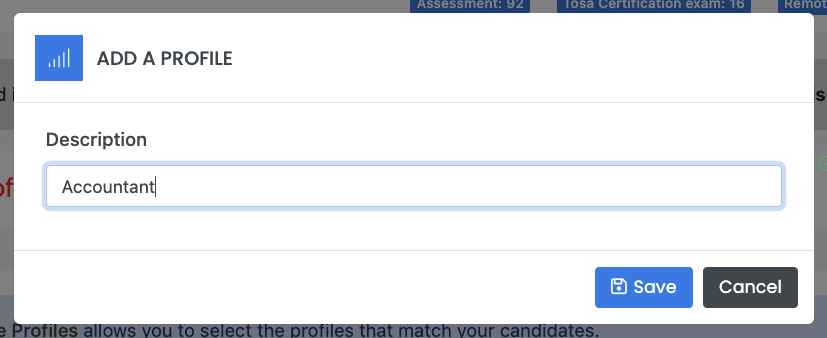 Assessment: 92 Tosa Certification exam: 16 Remot
ADD A PROFILE
Description
Accountant
Save Cancel
e Profiles allows you to select the profiles that match your candidates.